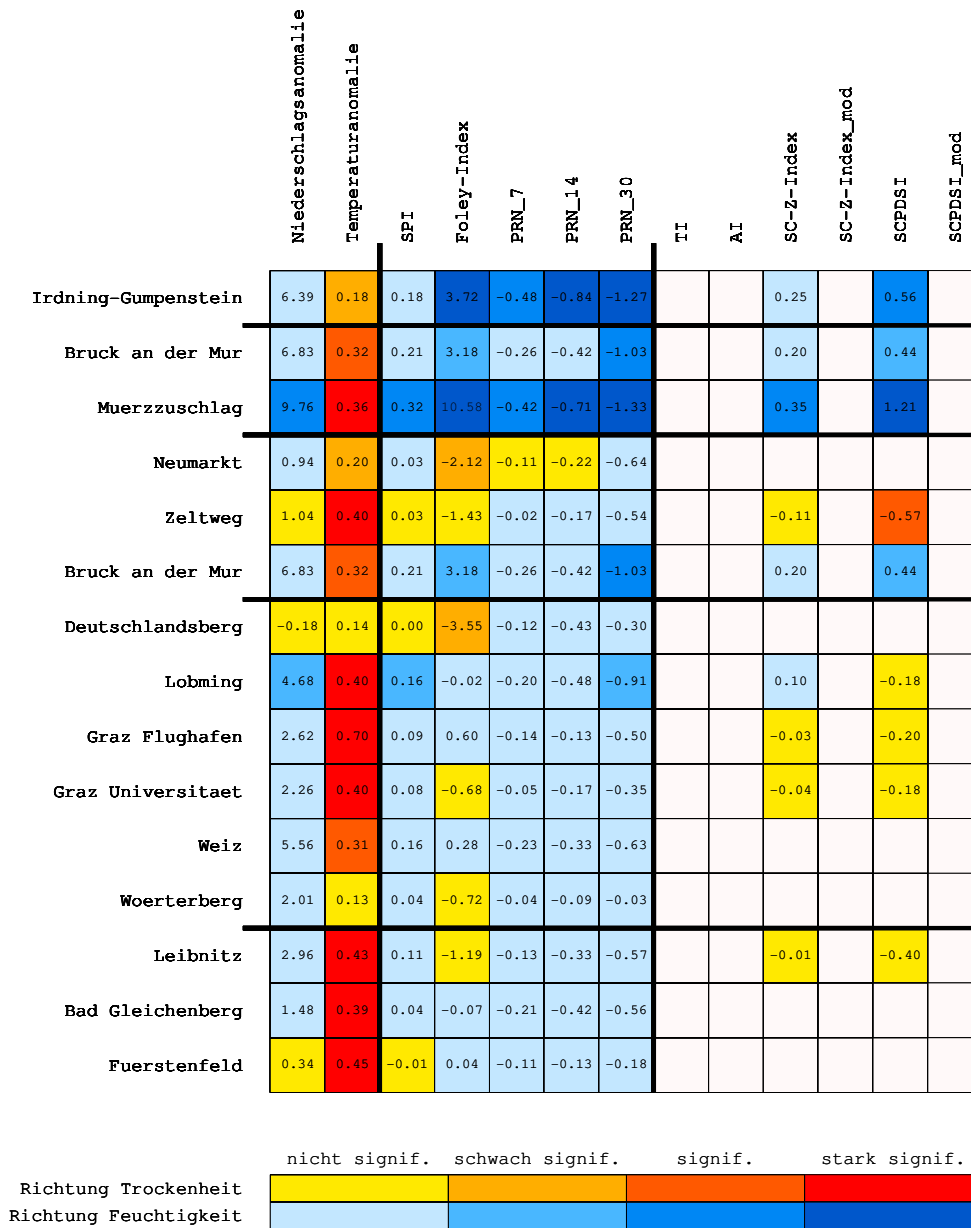 Niederschlagsanomalie Temperaturanomalie SPI Foley-Index PRN_7 PRN_14 PRN_30 TI AI SC-Z-Index SC-Z-Index_mod SCPDSI SCPDSI_mod
Irdning-Gumpenstein 6.39 0.18 0.18 3.72 -0.48 -0.84 -1.27 0.25 0.56
Bruck an der Mur 6.83 0.32 0.21 3.18 -0.26 -0.42 -1.03 0.20 0.44
Muerzzuschlag 9.76 0.36 0.32 10.58 -0.42 -0.71 -1.33 0.35 1.21
Neumarkt 0.94 0.20 0.03 -2.12 -0.11 -0.22 -0.64
Zeltweg 1.04 0.40 0.03 -1.43 -0.02 -0.17 -0.54 -0.11 -0.57
Bruck an der Mur 6.83 0.32 0.21 3.18 -0.26 -0.42 -1.03 0.20 0.44
Deutschlandsberg -0.18 0.14 0.00 -3.55 -0.12 -0.43 -0.30
Lobming 4.68 0.40 0.16 -0.02 -0.20 -0.48 -0.91 0.10 -0.18
Graz Flughafen 2.62 0.70 0.09 0.60 -0.14 -0.13 -0.50 -0.03 -0.20
Graz Universitaet 2.26 0.40 0.08 -0.68 -0.05 -0.17 -0.35 -0.04 -0.18
Weiz 5.56 0.31 0.16 0.28 -0.23 -0.33 -0.63
Woerterberg 2.01 0.13 0.04 -0.72 -0.04 -0.09 -0.03
Leibnitz 2.96 0.43 0.11 -1.19 -0.13 -0.33 -0.57 -0.01 -0.40
Bad Gleichenberg 1.48 0.39 0.04 -0.07 -0.21 -0.42 -0.56
Fuerstenfeld 0.34 0.45 -0.01 0.04 -0.11 -0.13 -0.18
nicht signif. schwach signif. signif. stark signif.
Richtung Trockenheit
Richtung Feuchtigkeit